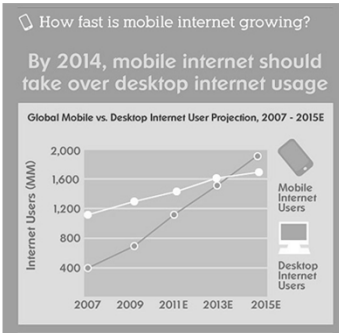 How fast is mobile internet growing?
By 2014, mobile internet should
take over desktop internet usage
Global Mobile vs. Desktop Internet User Projection, 2007 - 2015E
Internet Users (MM)
2,000
1,600
1,200
800
400
2007 2009 2011E 2013E 2015E
Mobile
Internet
Users
Desktop
Internet
Users